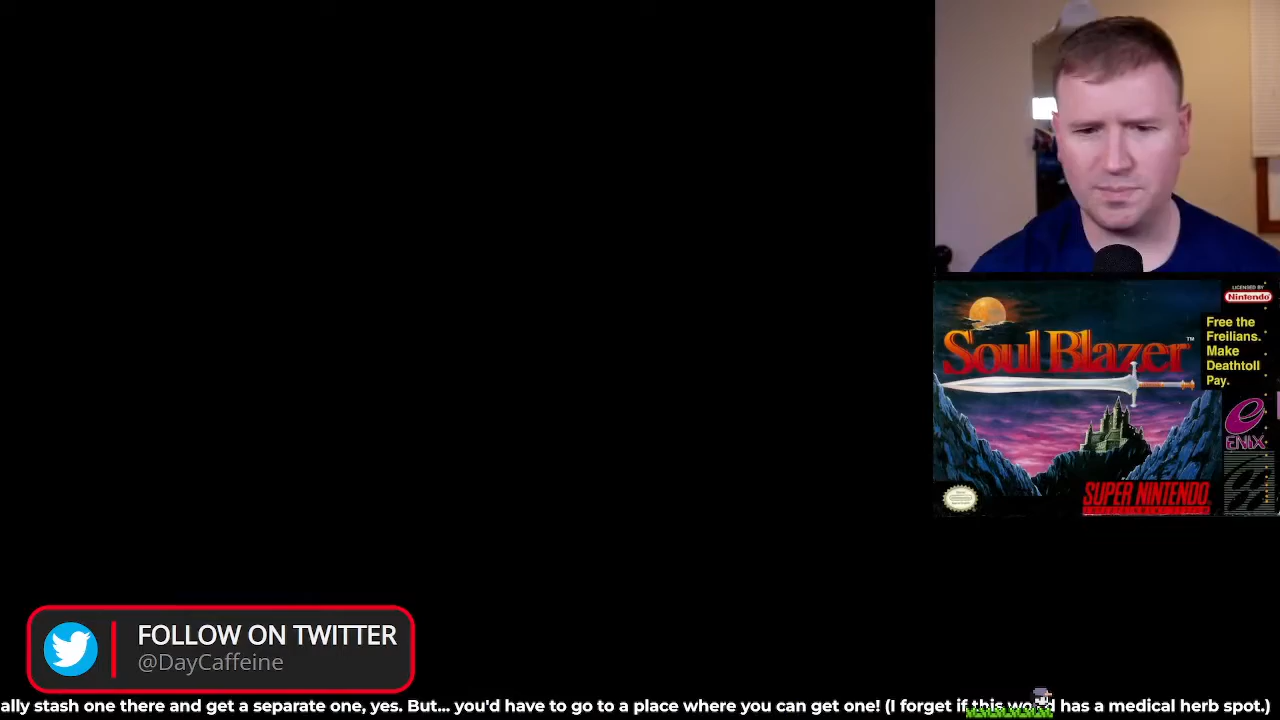 LICENSED BY
Nintendo
Soul Blazer™
Free the
Freilians.
Make
Deathtoll
Pay.
ENIX
SUPER NINTENDO
FOLLOW ON TWITTER
@DayCaffeine
ally stash one there and get a separate one, yes. But... you'd have to go to a place where you can get one! (I forget if this world has a medical herb spot.)